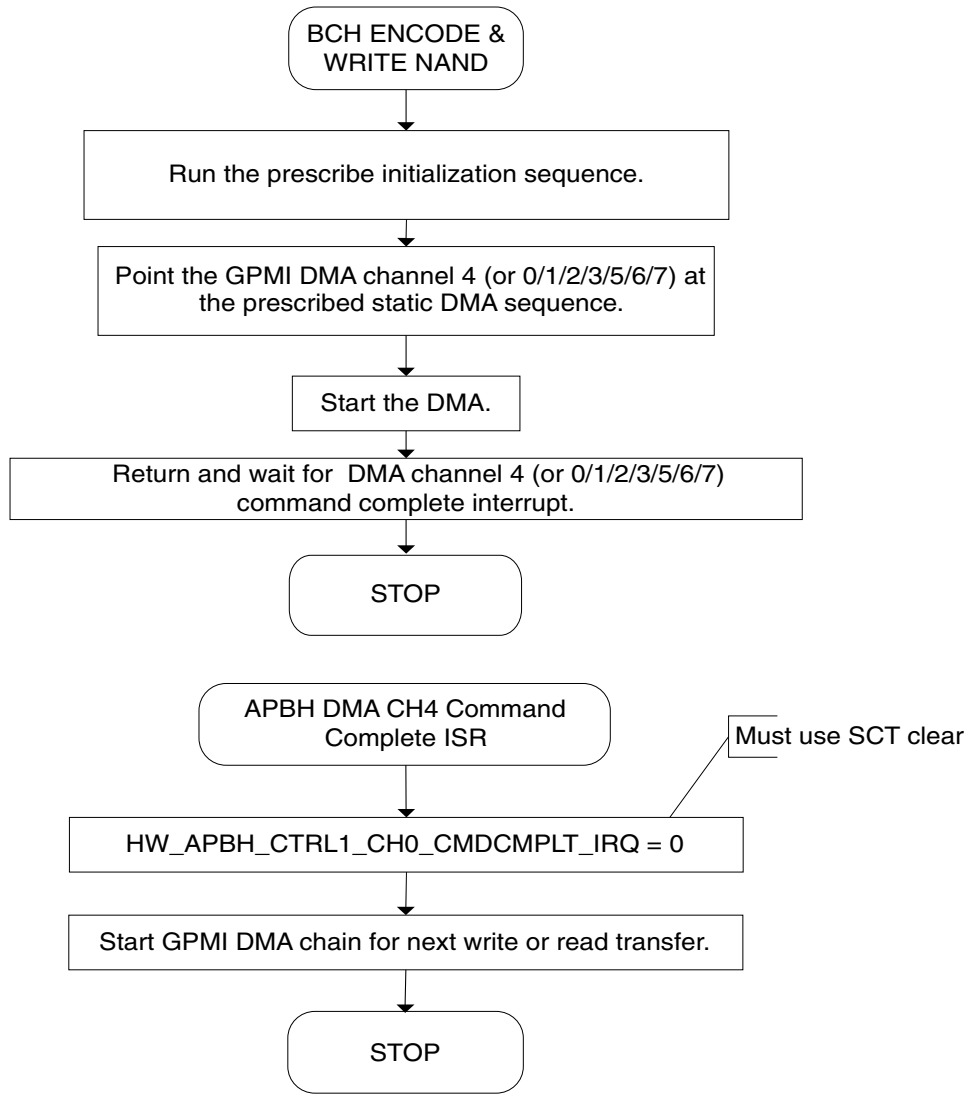 BCH ENCODE &
WRITE NAND
Run the prescribe initialization sequence.
Point the GPMI DMA channel 4 (or 0/1/2/3/5/6/7) at
the prescribed static DMA sequence.
Start the DMA.
Return and wait for DMA channel 4 (or 0/1/2/3/5/6/7)
command complete interrupt.
STOP
APBH DMA CH4 Command
Complete ISR
Must use SCT clear
HW_APBH_CTRL1_CH0_CMDCMPLT_IRQ = 0
Start GPMI DMA chain for next write or read transfer.
STOP